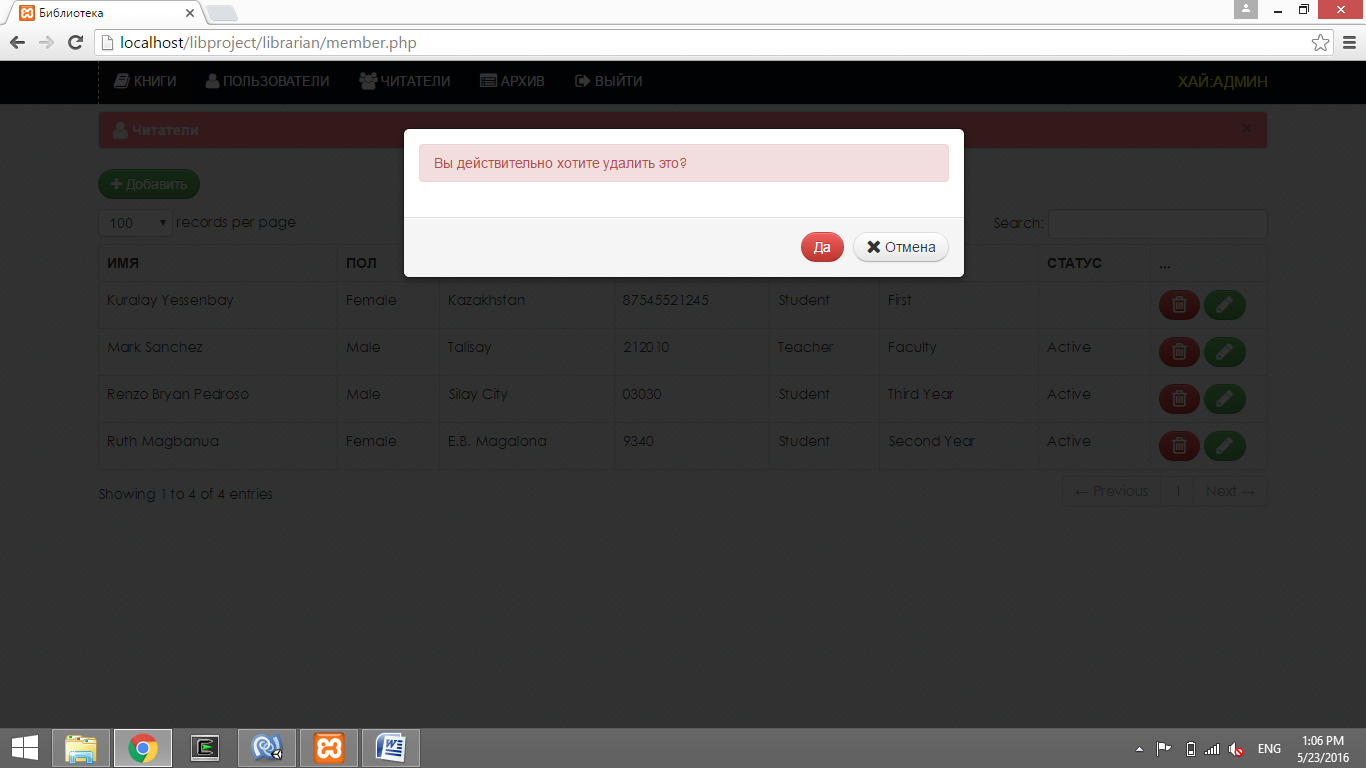 Библиотека
localhost/libproject/librarian/member.php
КНИГИ ПОЛЬЗОВАТЕЛИ ЧИТАТЕЛИ АРХИВ ВЫЙТИ ХАЙ:АДМИН
Читатели ×
Вы действительно хотите удалить это?
Да Отмена
Добавить
100 records per page Search:
ИМЯ ПОЛ СТАТУС ...
Kuralay Yessenbay Female Kazakhstan 87545521245 Student First
Mark Sanchez Male Talisay 212010 Teacher Faculty Active
Renzo Bryan Pedroso Male Silay City 03030 Student Third Year Active
Ruth Magbanua Female E.B. Magalona 9340 Student Second Year Active
Showing 1 to 4 of 4 entries ← Previous 1 Next →
ENG 1:06 PM
5/23/2016